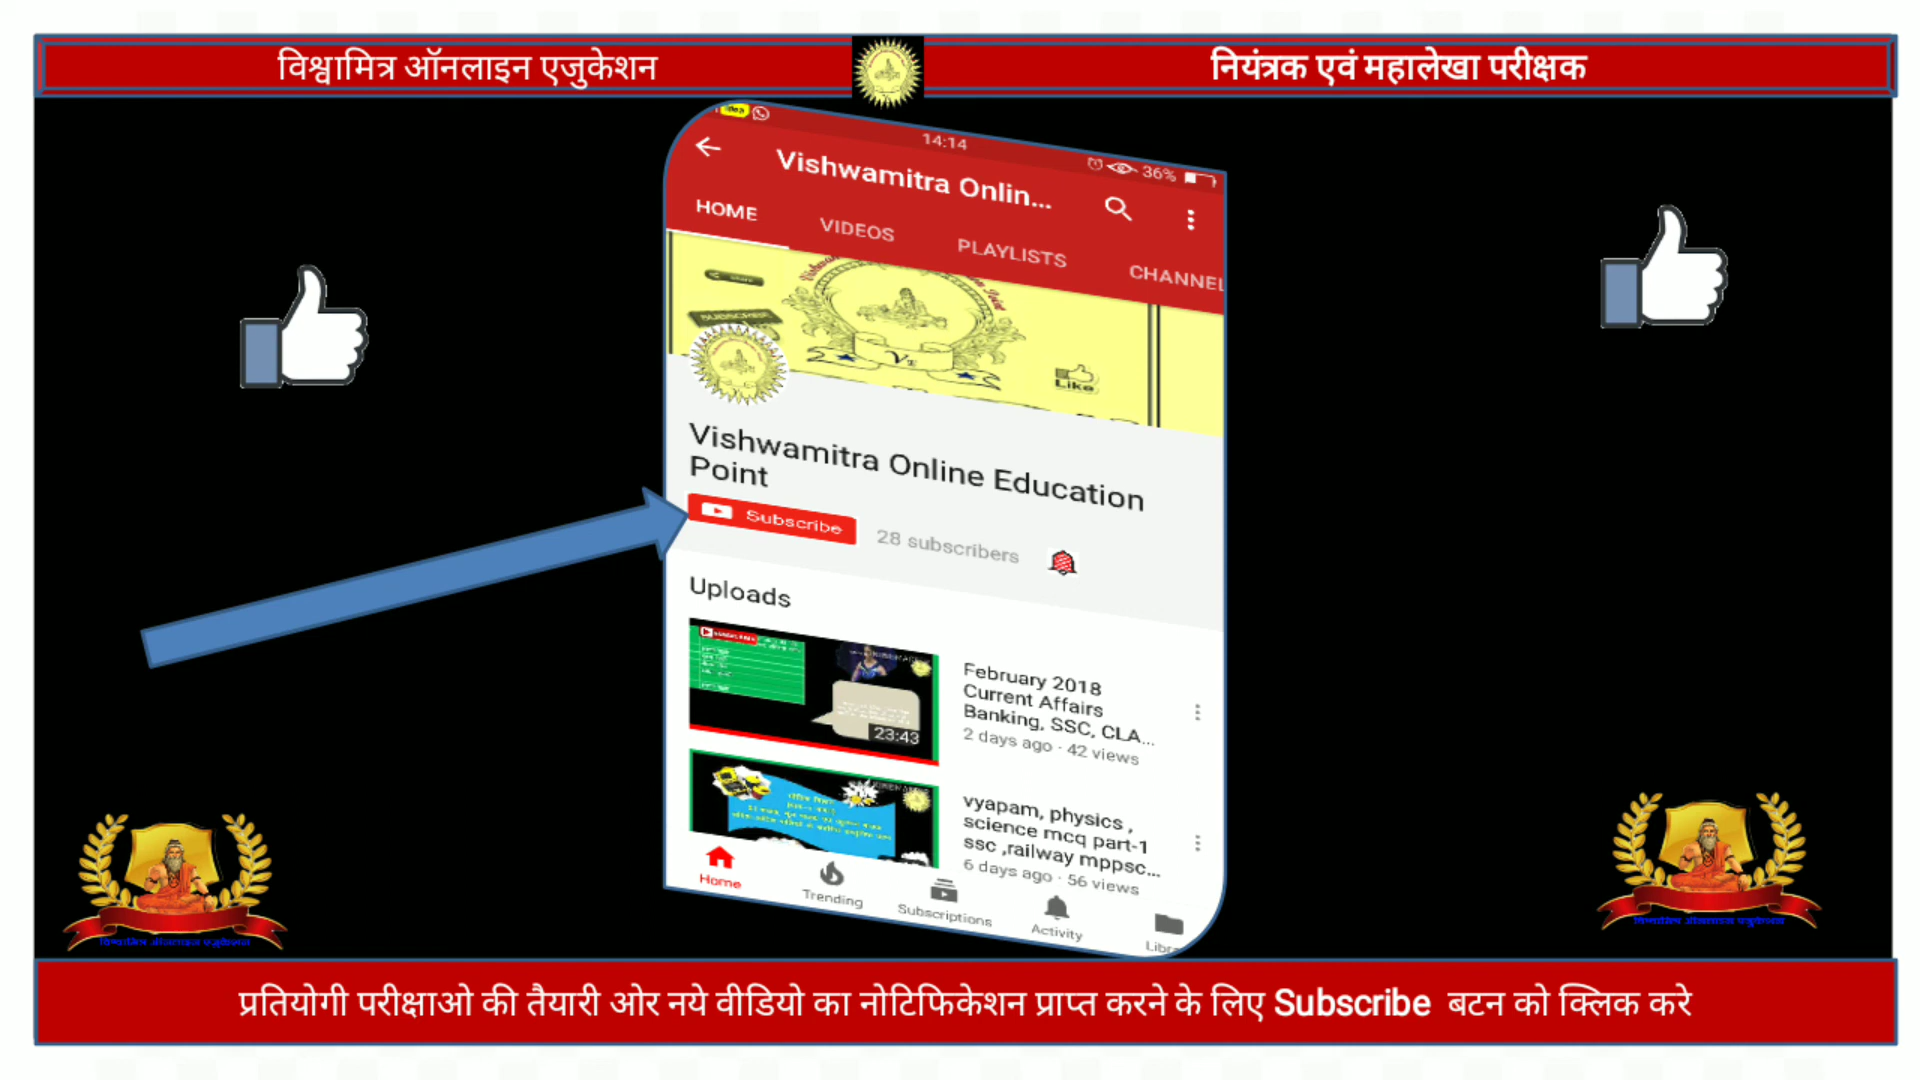 विश्वामित्र ऑनलाइन एजुकेशन
नियंत्रक एवं महालेखा परीक्षक
14:14
36%
Vishwamitra Onlin...
HOME
VIDEOS
PLAYLISTS
CHANNEL
SUBSCRIBE
Like
Vishwamitra Online Education
Point
Subscribe
28 subscribers
Uploads
23:43
February 2018
Current Affairs
Banking, SSC, CLA...
2 days ago · 42 views
vyapam, physics ,
science mcq part-1
ssc ,railway mppsc...
6 days ago · 56 views
Home
Trending
Subscriptions
Activity
Libr
प्रतियोगी परीक्षाओ की तैयारी ओर नये वीडियो का नोटिफिकेशन प्राप्त करने के लिए Subscribe बटन को क्लिक करे